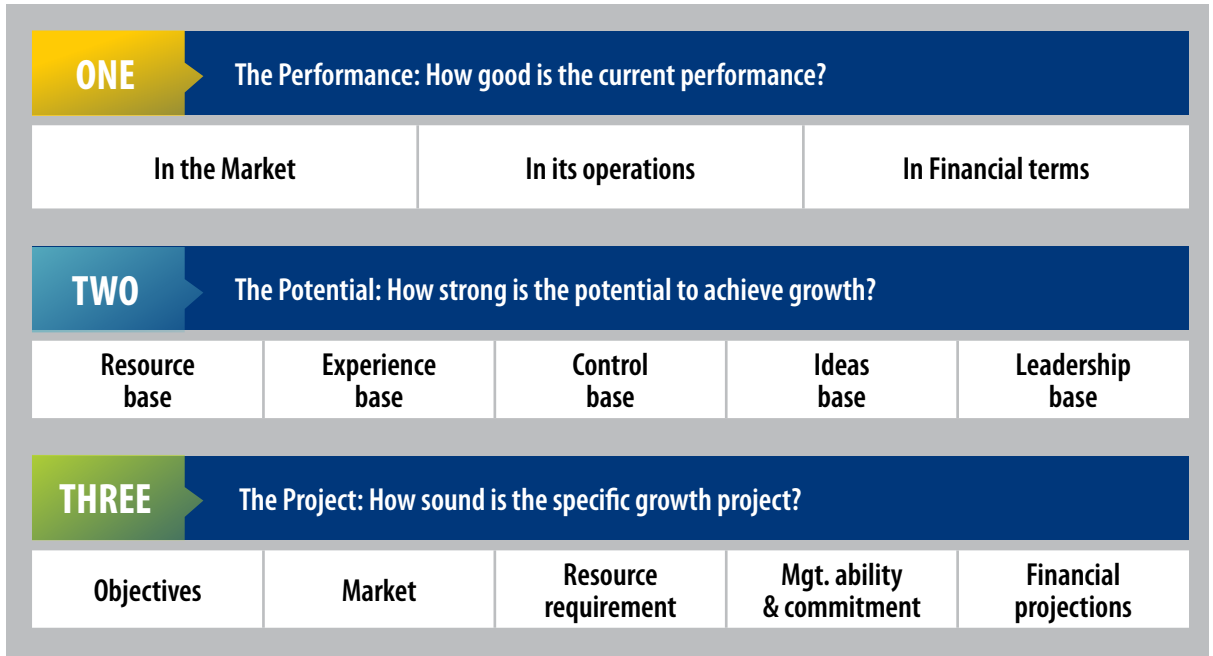 ONE
The Performance: How good is the current performance?
In the Market
In its operations
In Financial terms
TWO
The Potential: How strong is the potential to achieve growth?
Resource
base
Experience
base
Control
base
Ideas
base
Leadership
base
THREE
The Project: How sound is the specific growth project?
Objectives
Market
Resource
requirement
Mgt. ability
& commitment
Financial
projections